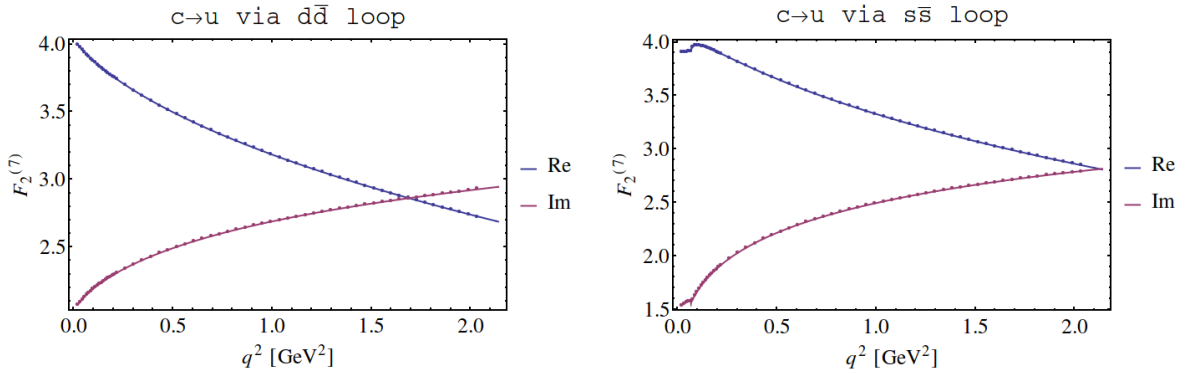 c→u via dd̄ loop
4.0
3.5
3.0
2.5
F₂⁽⁷⁾
0.0 0.5 1.0 1.5 2.0
q² [GeV²]
Re
Im
c→u via ss̄ loop
4.0
3.5
3.0
2.5
2.0
1.5
F₂⁽⁷⁾
0.0 0.5 1.0 1.5 2.0
q² [GeV²]
Re
Im